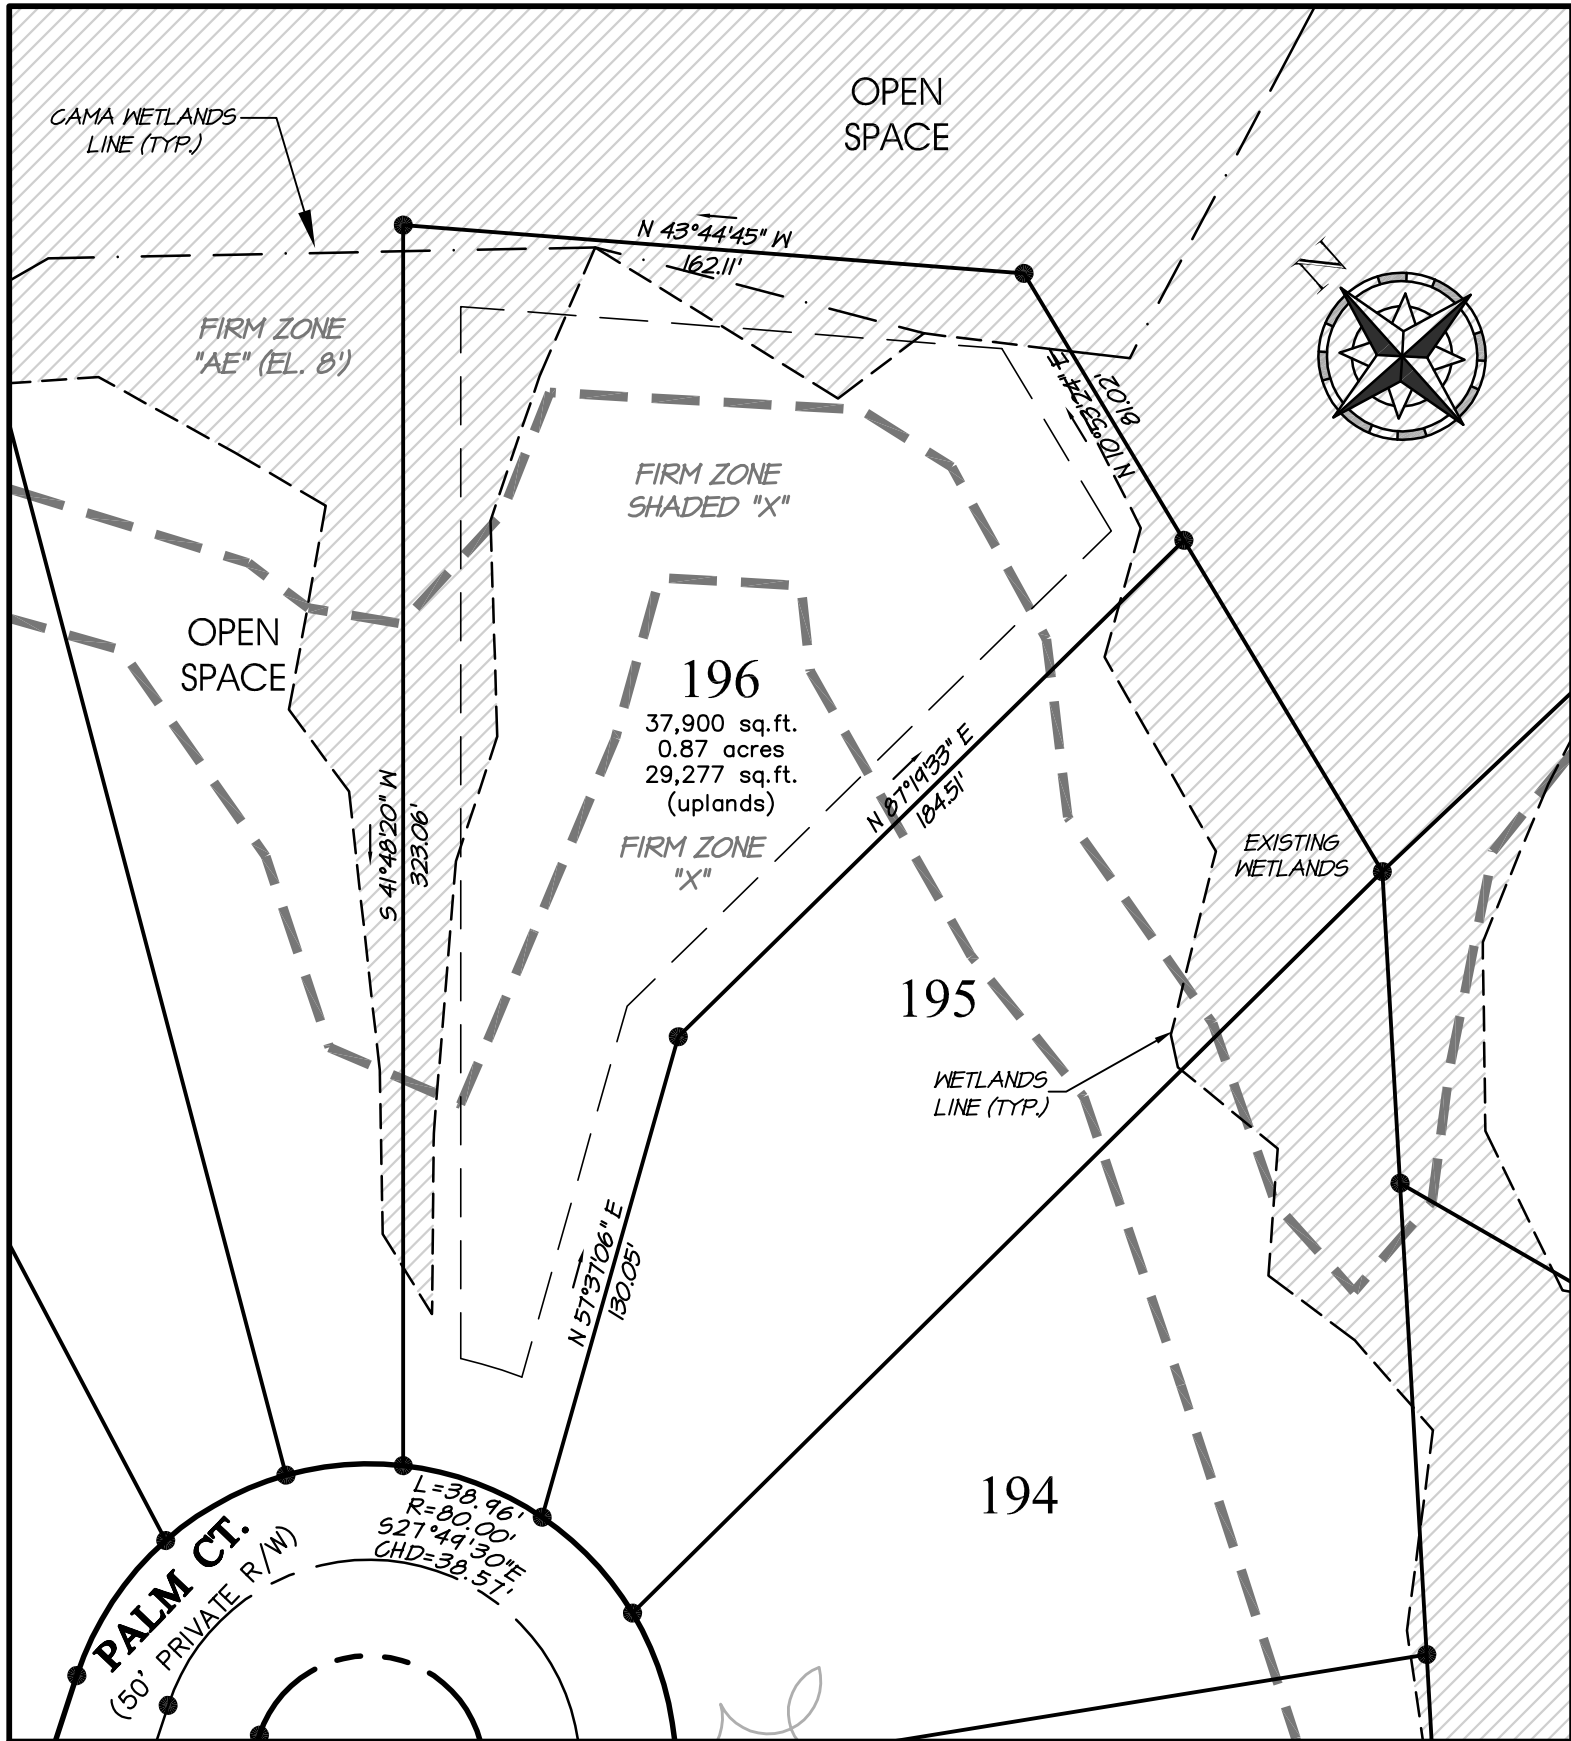 OPEN
SPACE
CAMA WETLANDS
LINE (TYP.)
N 43°44'45" W
162.11'
N
FIRM ZONE
"AE" (EL. 8')
N 10°53'24" E
81.02'
FIRM ZONE
SHADED "X"
OPEN
SPACE
196
37,900 sq.ft.
0.87 acres
29,277 sq.ft.
(uplands)
S 41°48'20" W
323.06'
N 87°19'33" E
184.51'
FIRM ZONE
"X"
EXISTING
WETLANDS
195
WETLANDS
LINE (TYP.)
N 57°37'06" E
130.05'
194
L=38.96'
R=80.00'
S27°49'30"E
CHD=38.57'
PALM CT.
(50' PRIVATE R/W)